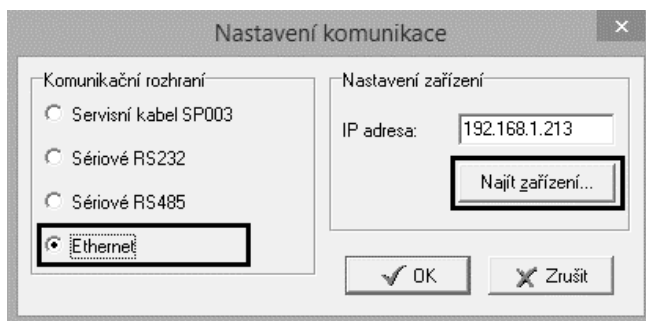 Nastavení komunikace
Komunikační rozhraní
Servisní kabel SP003
Sériové RS232
Sériové RS485
Ethernet
Nastavení zařízení
IP adresa: 192.168.1.213
Najít zařízení...
OK
Zrušit